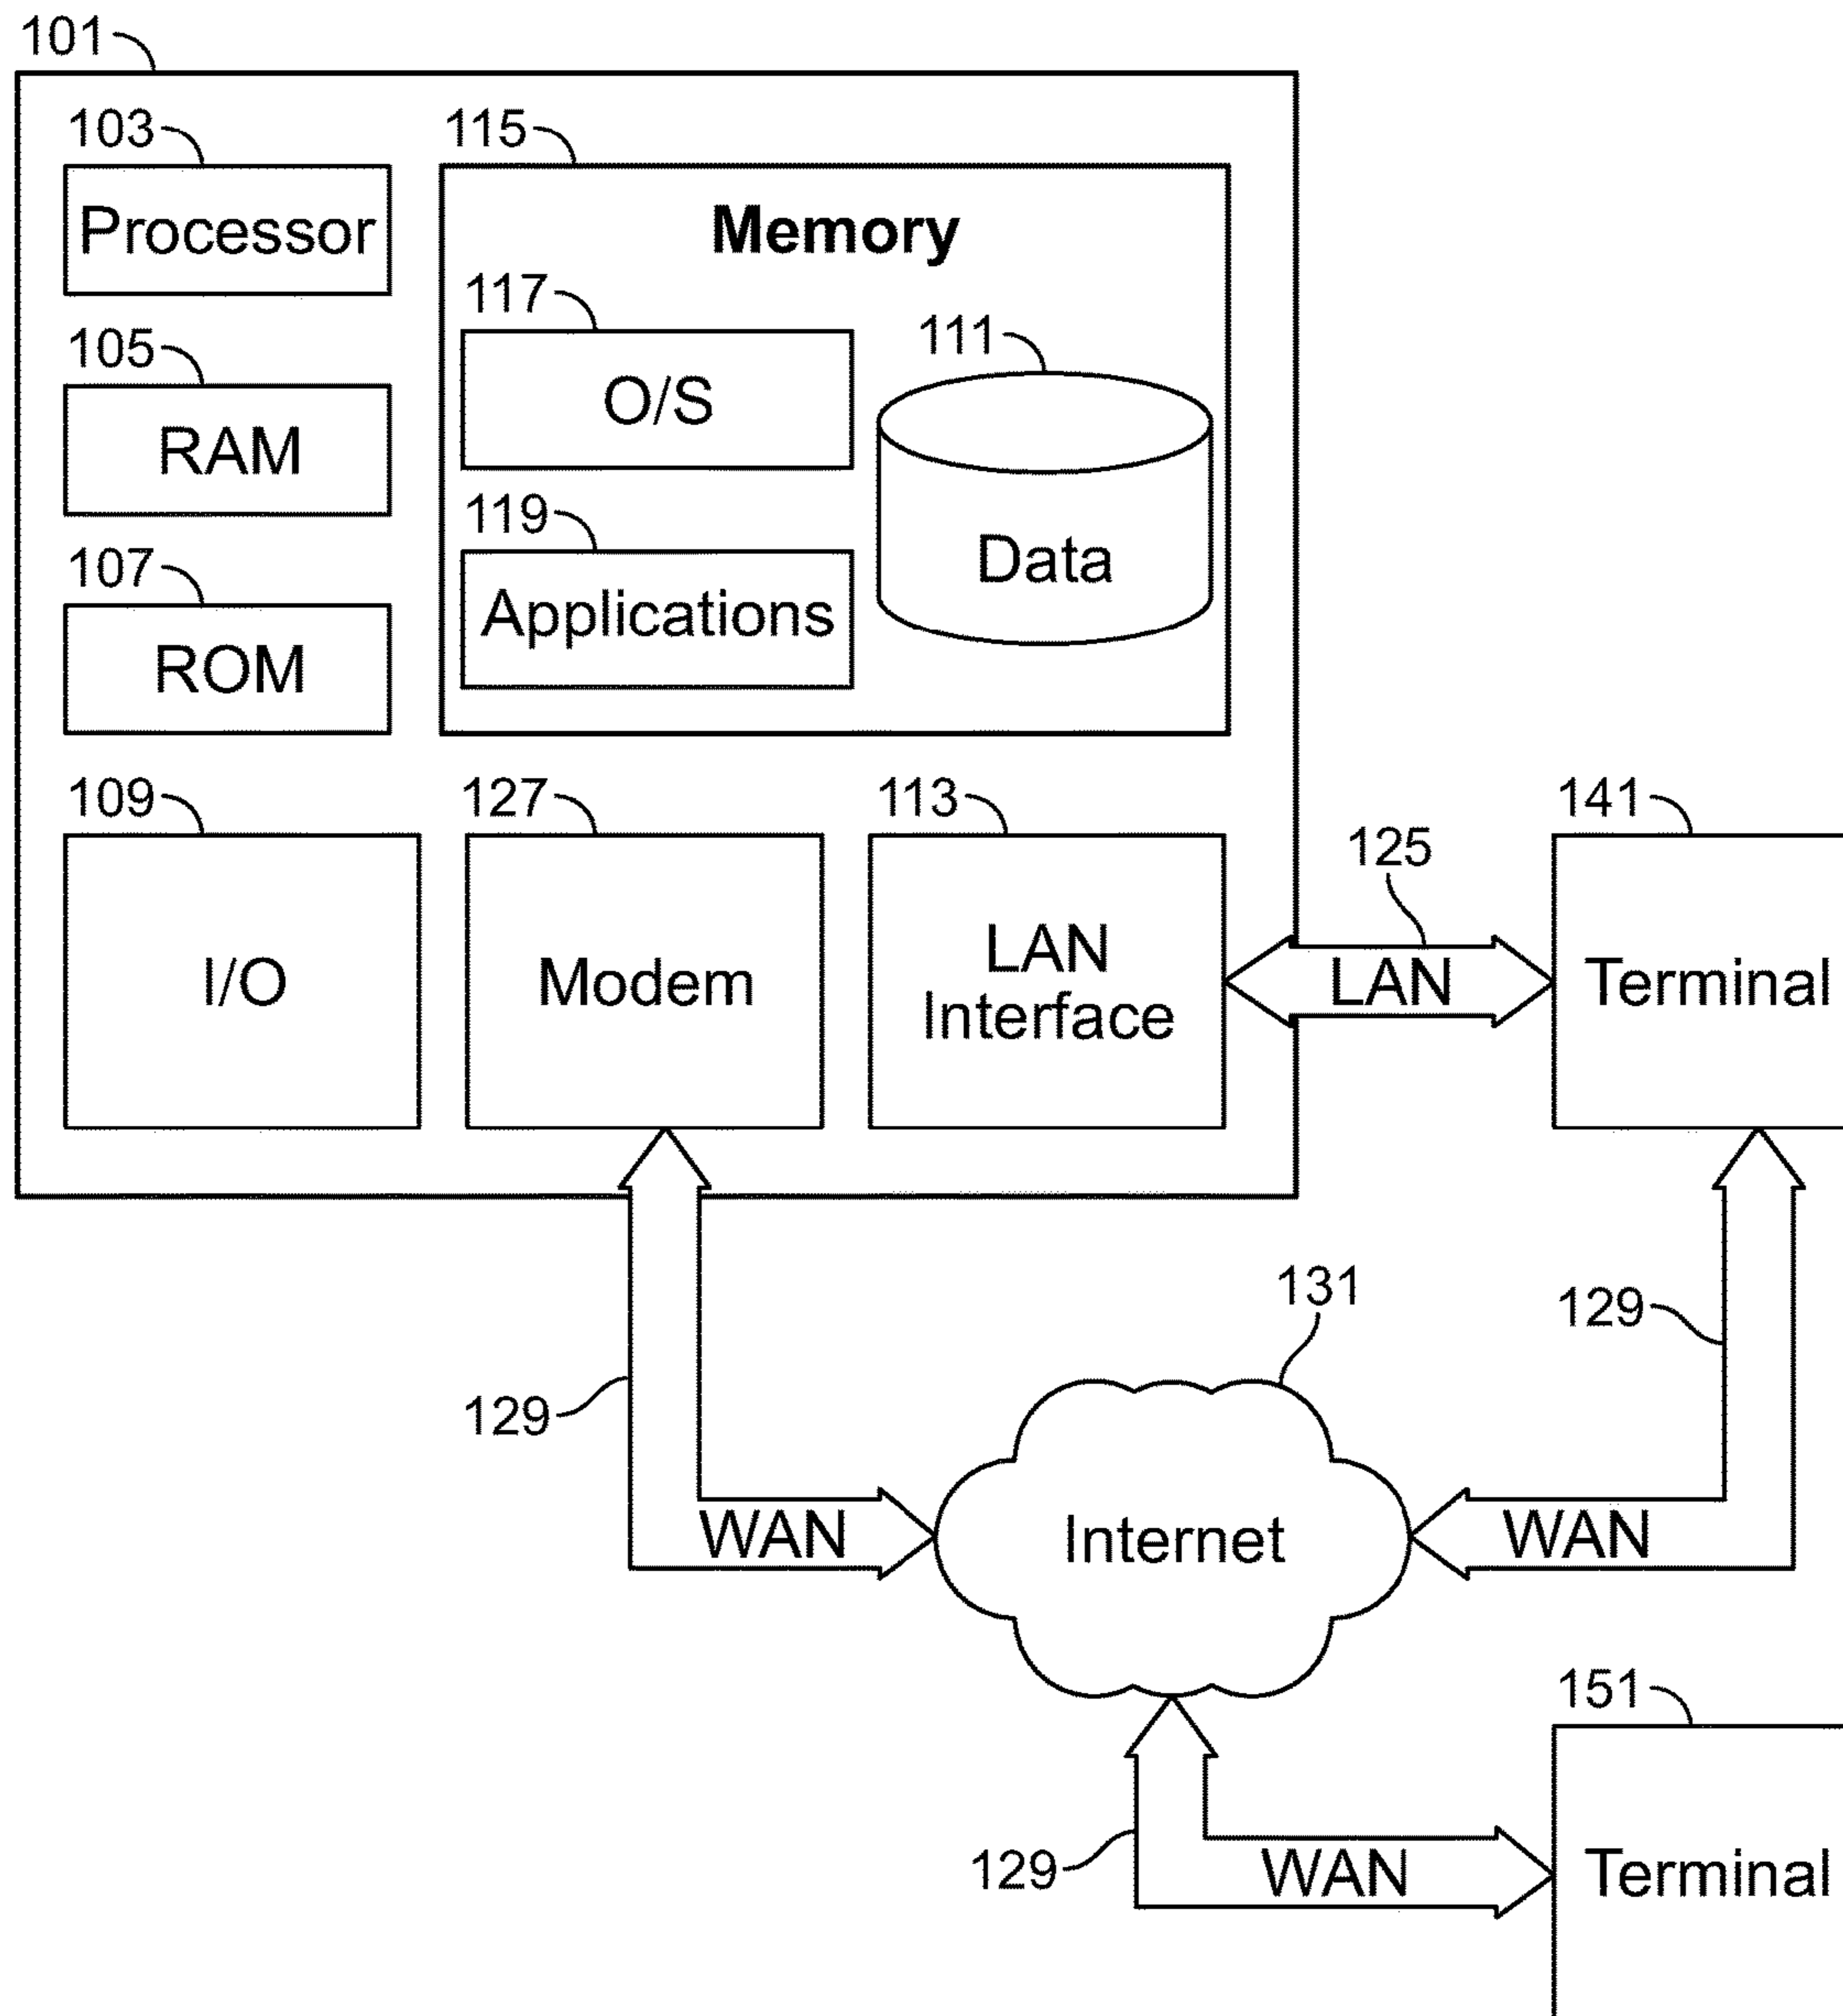 101
103
Processor
105
RAM
107
ROM
115
Memory
117
O/S
111
Data
119
Applications
109
I/O
127
Modem
113
LAN
Interface
125
LAN
141
Terminal
129
WAN
131
Internet
129
WAN
129
WAN
151
Terminal